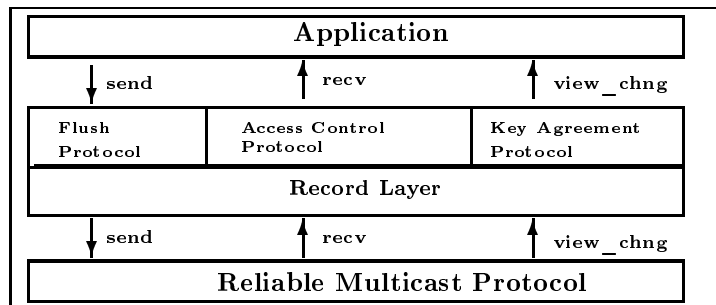 Application
send
recv
view_chng
Flush
Protocol
Access Control
Protocol
Key Agreement
Protocol
Record Layer
send
recv
view_chng
Reliable Multicast Protocol